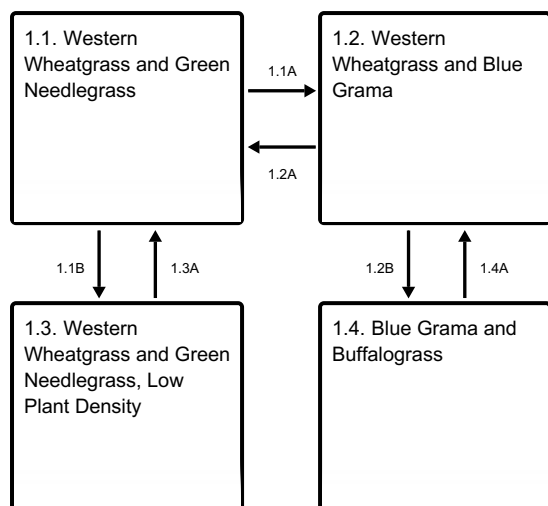 1.1. Western
Wheatgrass and Green
Needlegrass
1.1A
1.2. Western
Wheatgrass and Blue
Grama
1.2A
1.1B
1.3A
1.2B
1.4A
1.3. Western
Wheatgrass and Green
Needlegrass, Low
Plant Density
1.4. Blue Grama and
Buffalograss